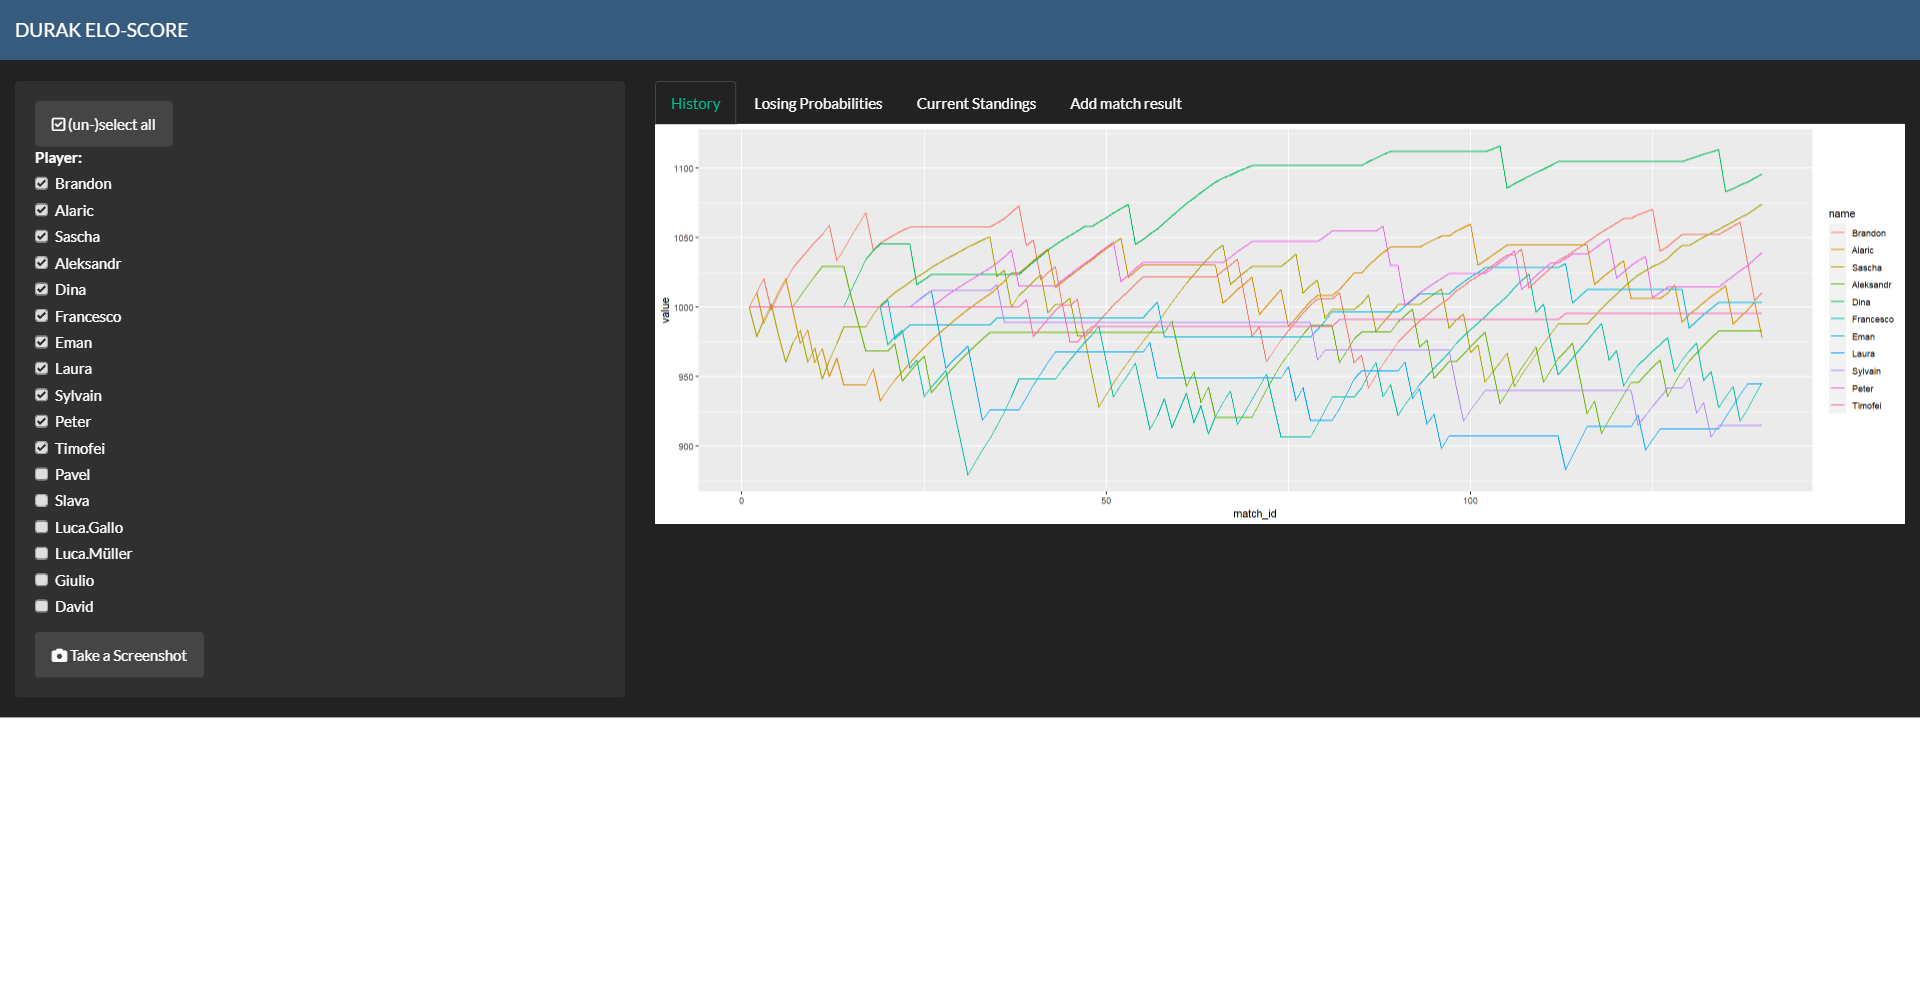 DURAK ELO-SCORE
(un-)select all
Player:
Brandon
Alaric
Sascha
Aleksandr
Dina
Francesco
Eman
Laura
Sylvain
Peter
Timofei
Pavel
Slava
Luca.Gallo
Luca.Müller
Giulio
David
Take a Screenshot
History Losing Probabilities Current Standings Add match result
value
1100
1050
1000
950
900
0 50 100
match_id
name
Brandon
Alaric
Sascha
Aleksandr
Dina
Francesco
Eman
Laura
Sylvain
Peter
Timofei